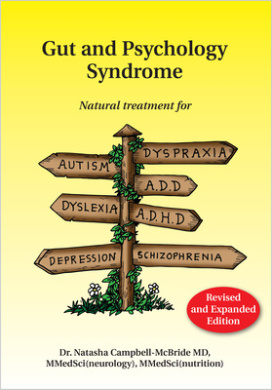 Gut and Psychology
Syndrome
Natural treatment for
DYSPRAXIA
AUTISM
A.D.D
DYSLEXIA
A.D.H.D
DEPRESSION
SCHIZOPHRENIA
Revised
and Expanded
Edition
Dr. Natasha Campbell-McBride MD,
MMedSci(neurology), MMedSci(nutrition)